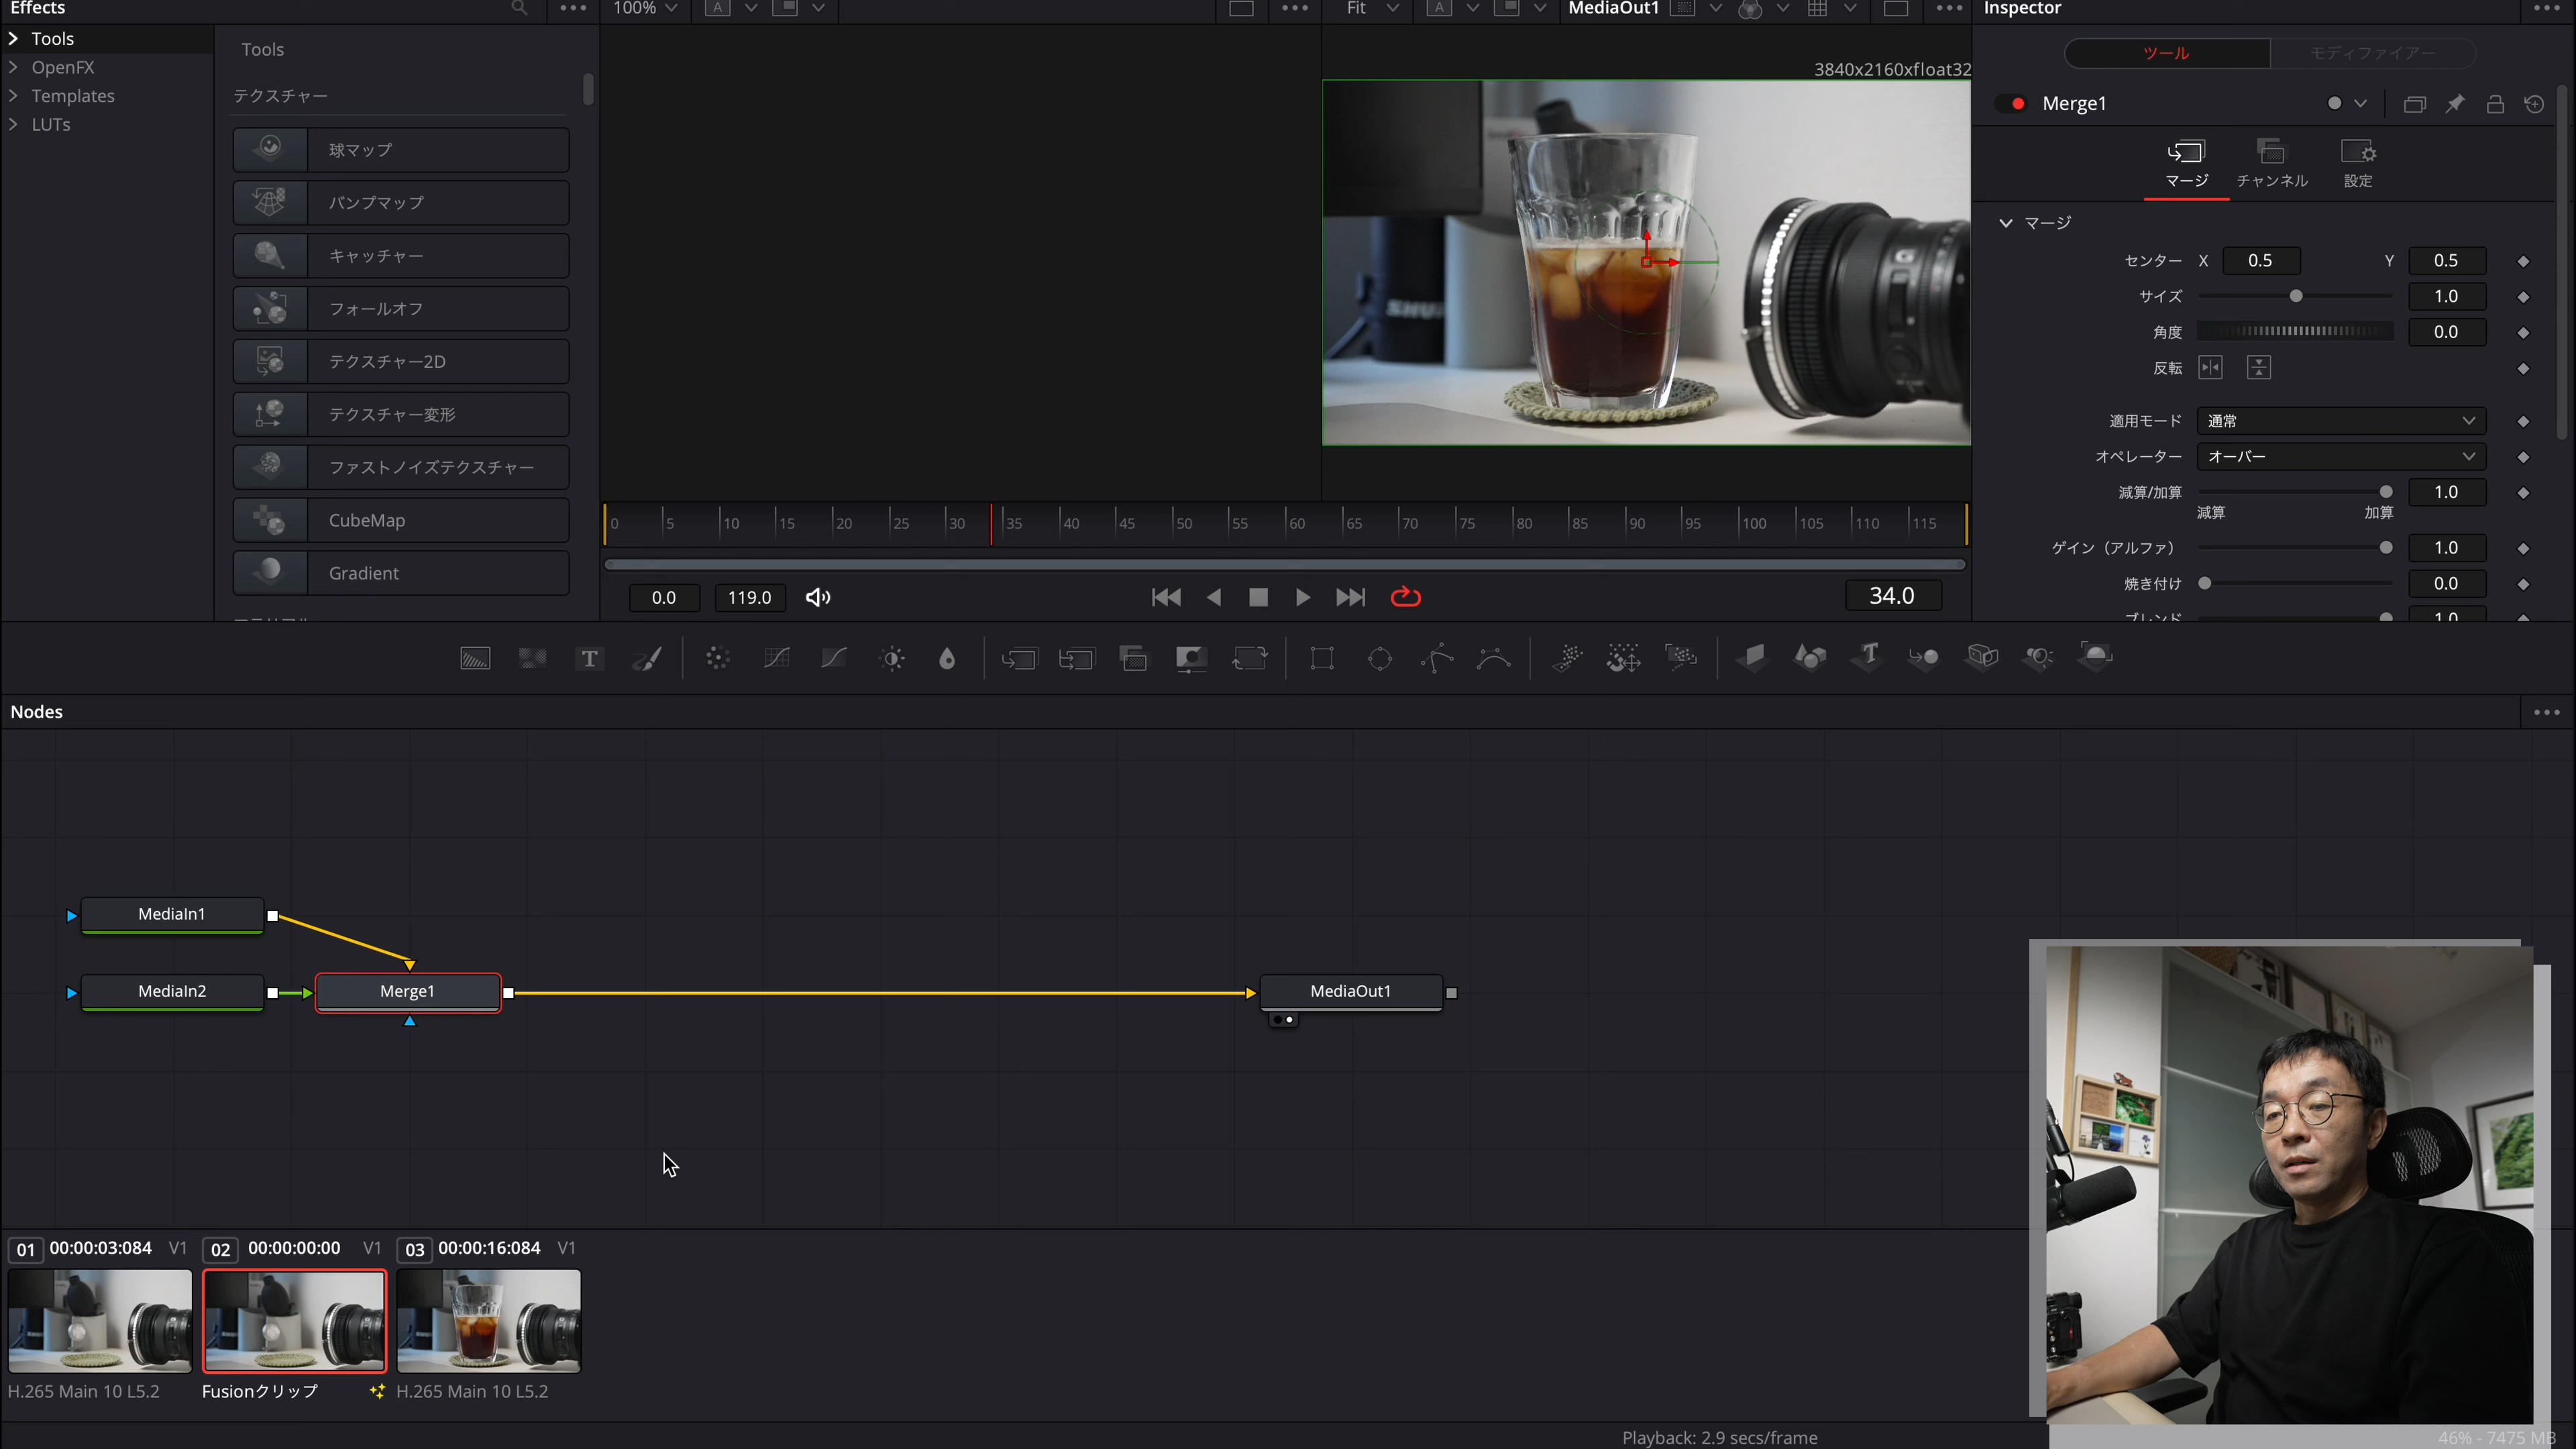 Effects
100%
A
Fit
A
MediaOut1
Inspector
Tools
OpenFX
Templates
LUTs
Tools
テクスチャー
球マップ
バンプマップ
キャッチャー
フォールオフ
テクスチャー2D
テクスチャー変形
ファストノイズテクスチャー
CubeMap
Gradient
3840x2160xfloat32
SHU
0 5 10 15 20 25 30 35 40 45 50 55 60 65 70 75 80 85 90 95 100 105 110 115
0.0
119.0
34.0
ツール
モディファイアー
Merge1
マージ
チャンネル
設定
マージ
センター X 0.5 Y 0.5
サイズ 1.0
角度 0.0
反転
適用モード 通常
オペレーター オーバー
減算/加算 1.0
減算 加算
ゲイン（アルファ） 1.0
焼き付け 0.0
ブレンド 1.0
T
T
Nodes
MediaIn1
MediaIn2
Merge1
MediaOut1
01 00:00:03:084 V1
02 00:00:00:00 V1
03 00:00:16:084 V1
H.265 Main 10 L5.2
Fusionクリップ
H.265 Main 10 L5.2
Playback: 2.9 secs/frame
46% - 7475 MB